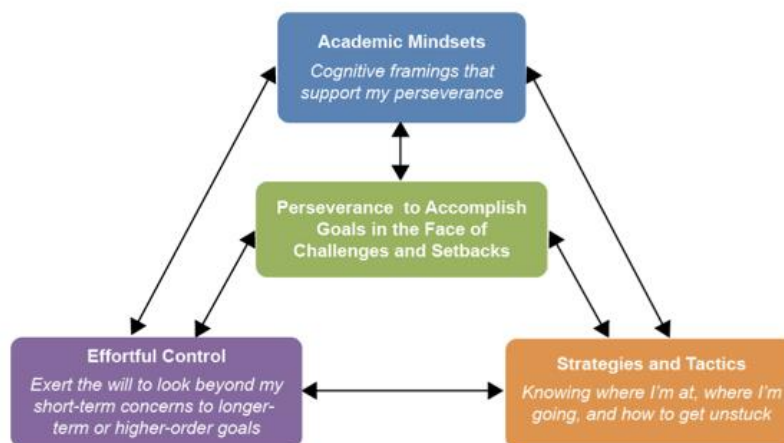 Academic Mindsets
Cognitive framings that
support my perseverance
Perseverance to Accomplish
Goals in the Face of
Challenges and Setbacks
Effortful Control
Exert the will to look beyond my
short-term concerns to longer-
term or higher-order goals
Strategies and Tactics
Knowing where I'm at, where I'm
going, and how to get unstuck